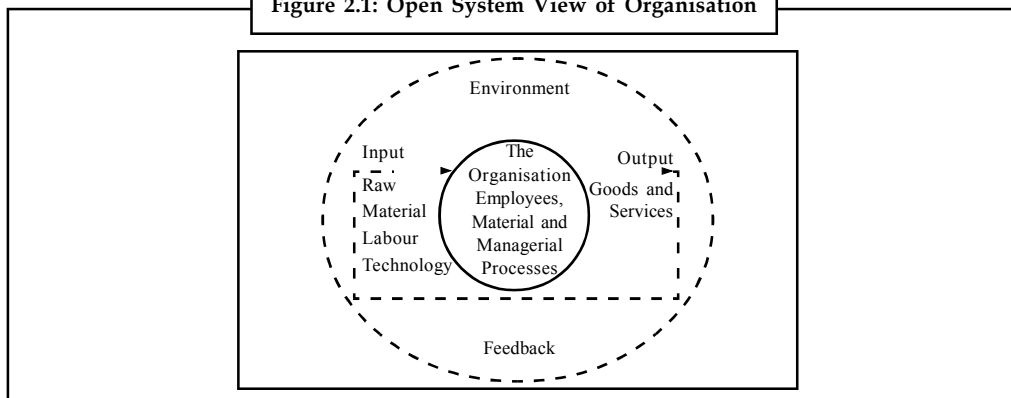 Figure 2.1: Open System View of Organisation
Environment
Input
Raw
Material
Labour
Technology
The
Organisation
Employees,
Material and
Managerial
Processes
Output
Goods and
Services
Feedback